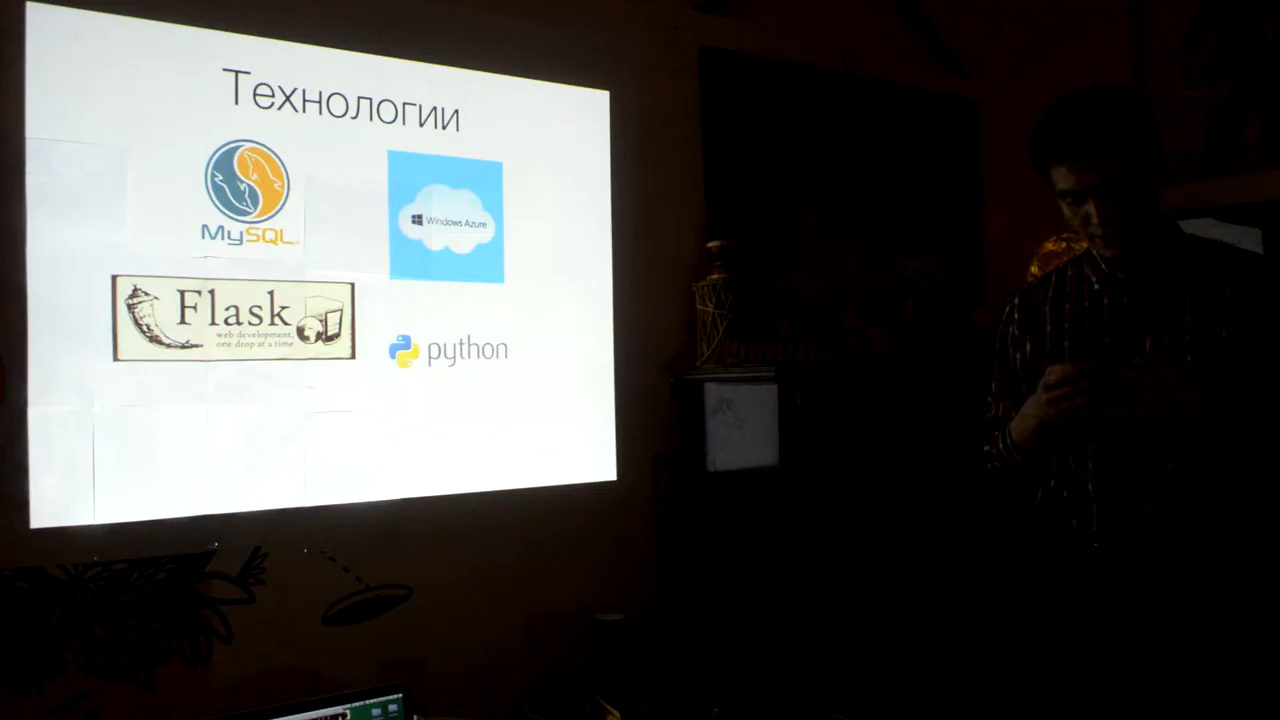 Технологии
MySQL
Windows Azure
Flask
web development,
one drop at a time
python